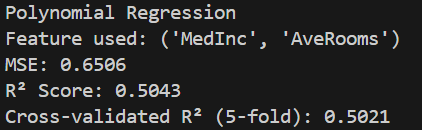 Polynomial Regression
Feature used: ('MedInc', 'AveRooms')
MSE: 0.6506
R² Score: 0.5043
Cross-validated R² (5-fold): 0.5021